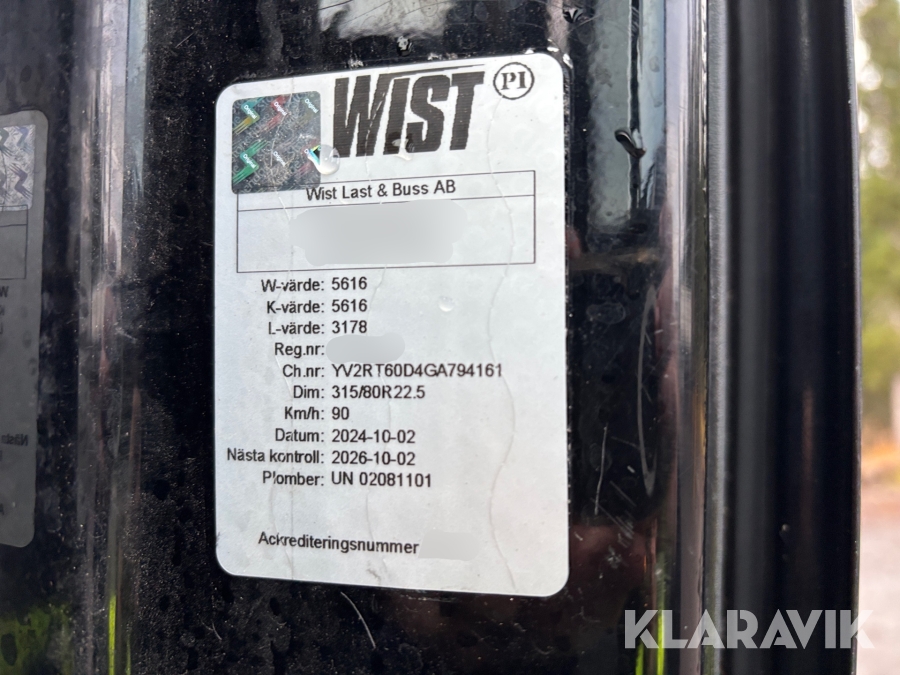 WIST
PI
Wist Last & Buss AB
W-värde: 5616
K-värde: 5616
L-värde: 3178
Reg.nr:
Ch.nr: YV2RT60D4GA794161
Dim: 315/80R22.5
Km/h: 90
Datum: 2024-10-02
Nästa kontroll: 2026-10-02
Plomber: UN 02081101
Ackrediteringsnummer
KLARAVIK